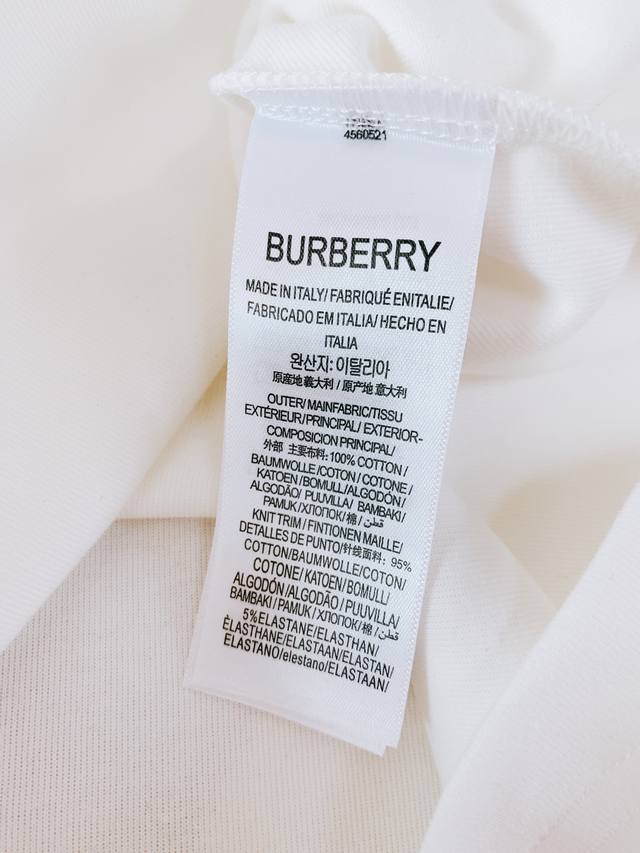 4560521
BURBERRY
MADE IN ITALY/ FABRIQUÉ ENITALIE/
FABRICADO EM ITALIA/ HECHO EN
ITALIA
완산지: 이탈리아
原産地 義大利 / 原产地 意大利
OUTER/ MAINFABRIC/TISSU
EXTÉRIEUR/PRINCIPAL/ EXTERIOR-
COMPOSICION PRINCIPAL/
外部 主要布料: 100% COTTON /
BAUMWOLLE /COTON / COTONE /
KATOEN / BOMULL/ALGODÓN/
ALGODÃO/ PUUVILLA/ BAMBAKI/
PAMUK / ХЛОПОК/ 棉/ قطن/
KNIT TRIM / FINTIONEN MAILLE/
DETALLES DE PUNTO/针线面料: 95%
COTTON/BAUMWOLLE/COTON/
COTONE/ KATOEN/ BOMULL/
ALGODÓN/ALGODÃO / PUUVILLA/
BAMBAKI / PAMUK / ХЛОПОК/ 棉/ قطن/
5%ELASTANE/ELASTHAN/
ÉLASTHANE/ELASTAAN/ELASTAN/
ELASTANO/elestano/ELASTAAN/